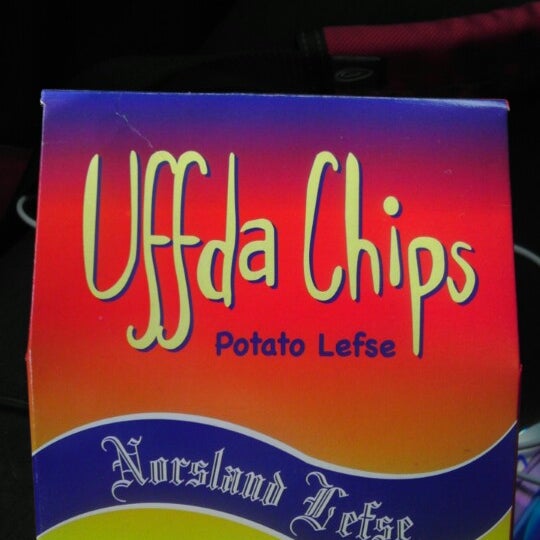 Uffda Chips
Potato Lefse
Norsland Lefse